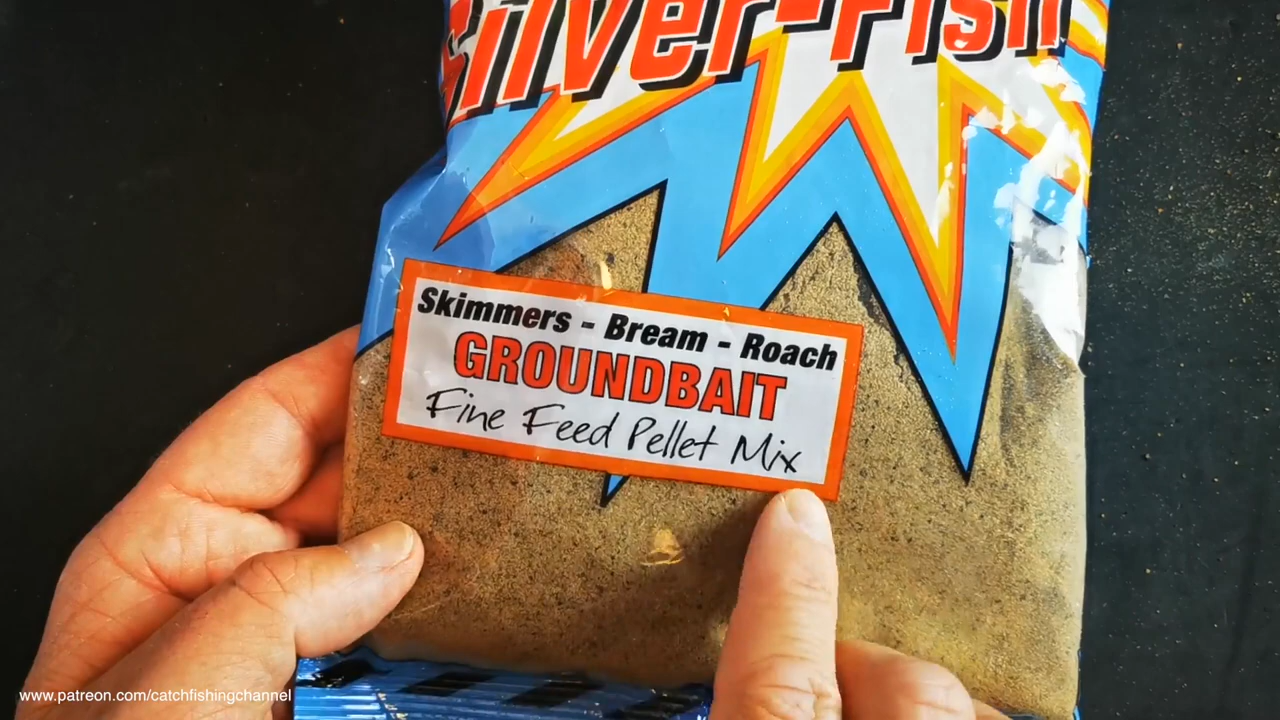 Silver-Fish
Skimmers - Bream - Roach
GROUNDBAIT
Fine Feed Pellet Mix
www.patreon.com/catchfishingchannel